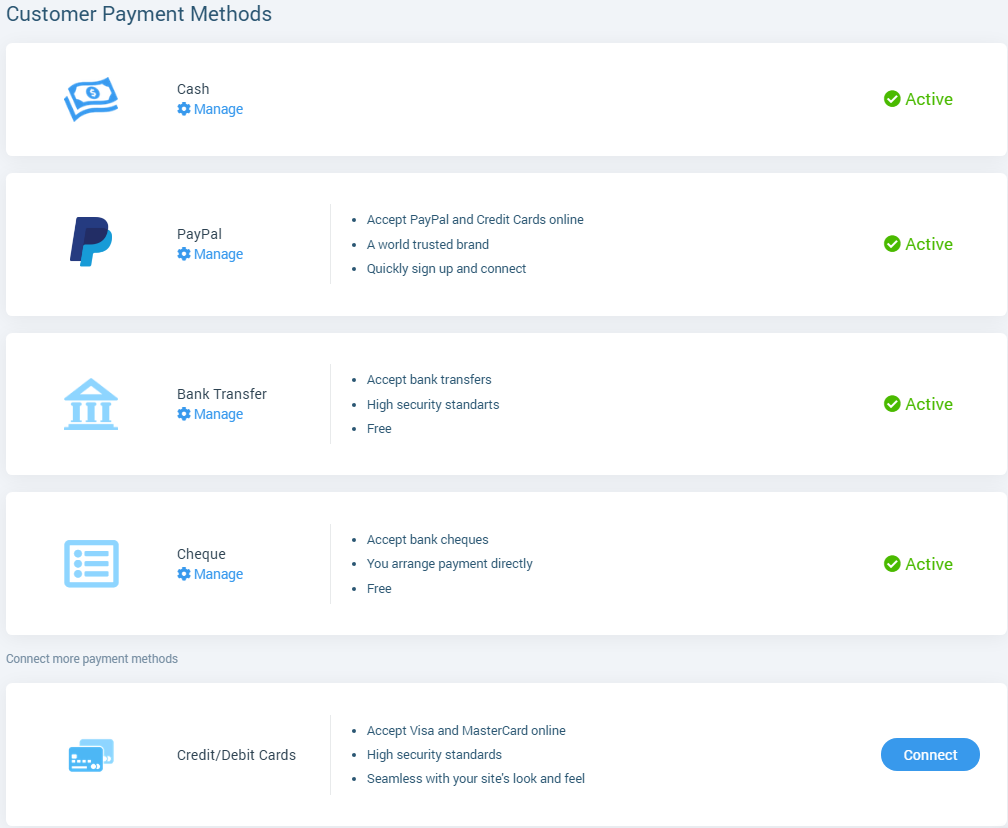 Customer Payment Methods
Cash
Manage
Active
PayPal
Manage
Accept PayPal and Credit Cards online
A world trusted brand
Quickly sign up and connect
Active
Bank Transfer
Manage
Accept bank transfers
High security standarts
Free
Active
Cheque
Manage
Accept bank cheques
You arrange payment directly
Free
Active
Connect more payment methods
Credit/Debit Cards
Accept Visa and MasterCard online
High security standards
Seamless with your site's look and feel
Connect